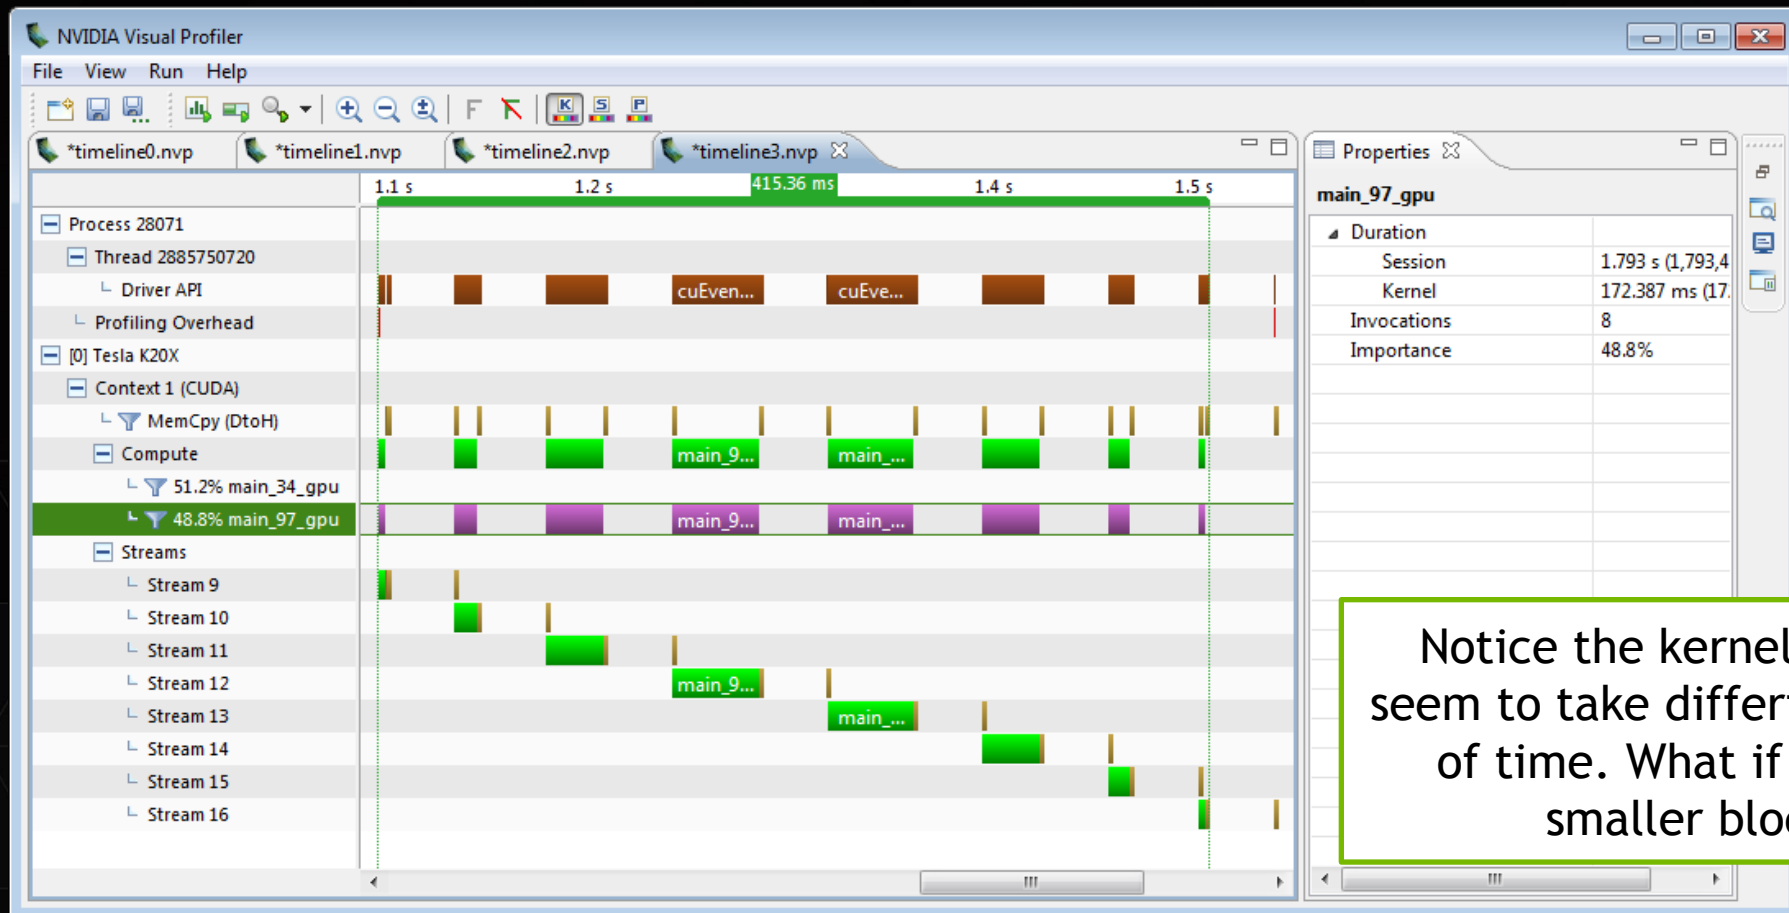 NVIDIA Visual Profiler
File View Run Help
K S P
*timeline0.nvp *timeline1.nvp *timeline2.nvp *timeline3.nvp
1.1 s 1.2 s 415.36 ms 1.4 s 1.5 s
Process 28071
Thread 2885750720
Driver API cuEven... cuEve...
Profiling Overhead
[0] Tesla K20X
Context 1 (CUDA)
MemCpy (DtoH)
Compute main_9... main_...
51.2% main_34_gpu
48.8% main_97_gpu main_9... main_...
Streams
Stream 9
Stream 10
Stream 11
Stream 12 main_9...
Stream 13 main_...
Stream 14
Stream 15
Stream 16
Properties
main_97_gpu
Duration
Session 1.793 s (1,793,4
Kernel 172.387 ms (17
Invocations 8
Importance 48.8%
Notice the kernel
seem to take differ
of time. What if
smaller blo